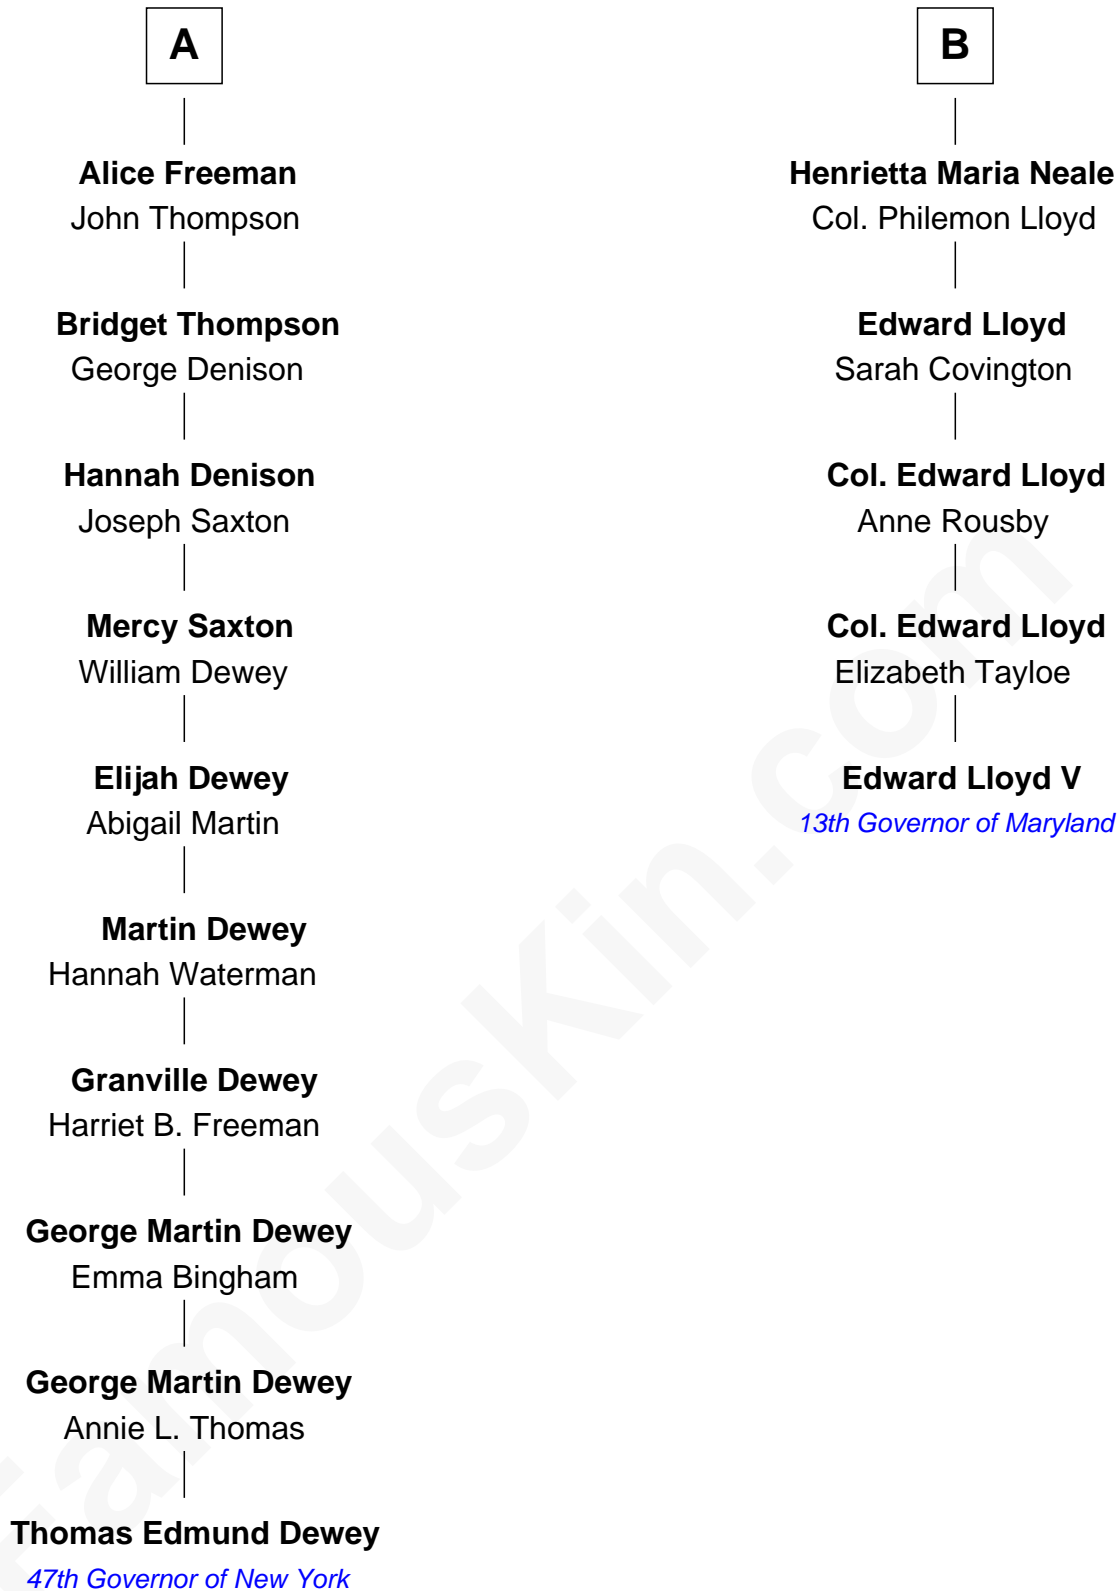 A
Alice Freeman
John Thompson
Bridget Thompson
George Denison
Hannah Denison
Joseph Saxton
Mercy Saxton
William Dewey
Elijah Dewey
Abigail Martin
Martin Dewey
Hannah Waterman
Granville Dewey
Harriet B. Freeman
George Martin Dewey
Emma Bingham
George Martin Dewey
Annie L. Thomas
Thomas Edmund Dewey
47th Governor of New York
B
Henrietta Maria Neale
Col. Philemon Lloyd
Edward Lloyd
Sarah Covington
Col. Edward Lloyd
Anne Rousby
Col. Edward Lloyd
Elizabeth Tayloe
Edward Lloyd V
13th Governor of Maryland
FamousKin.com